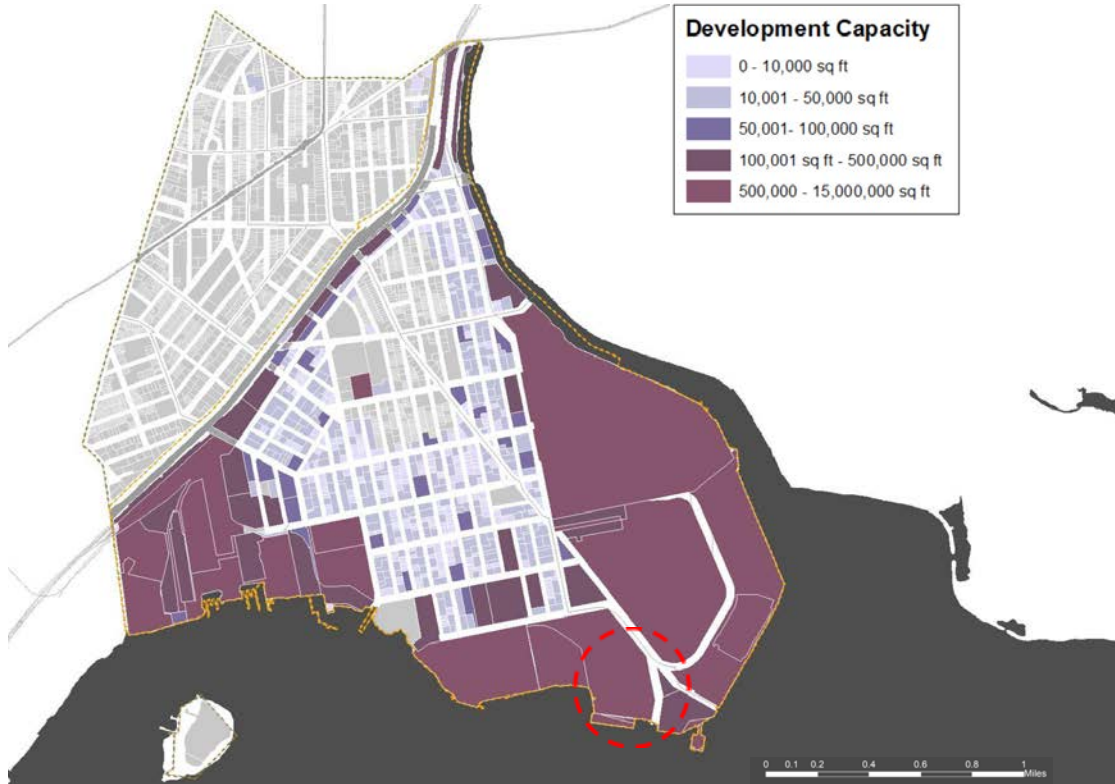 Development Capacity
0 - 10,000 sq ft
10,001 - 50,000 sq ft
50,001- 100,000 sq ft
100,001 sq ft - 500,000 sq ft
500,000 - 15,000,000 sq ft
0 0.1 0.2 0.4 0.6 0.8 1
Miles